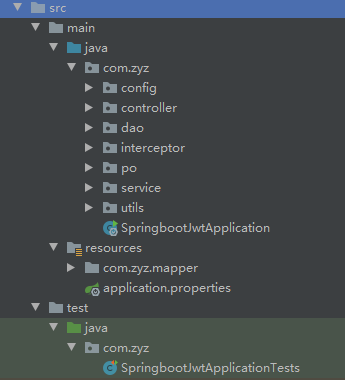 src
main
java
com.zyz
config
controller
dao
interceptor
po
service
utils
SpringbootJwtApplication
resources
com.zyz.mapper
application.properties
test
java
com.zyz
SpringbootJwtApplicationTests